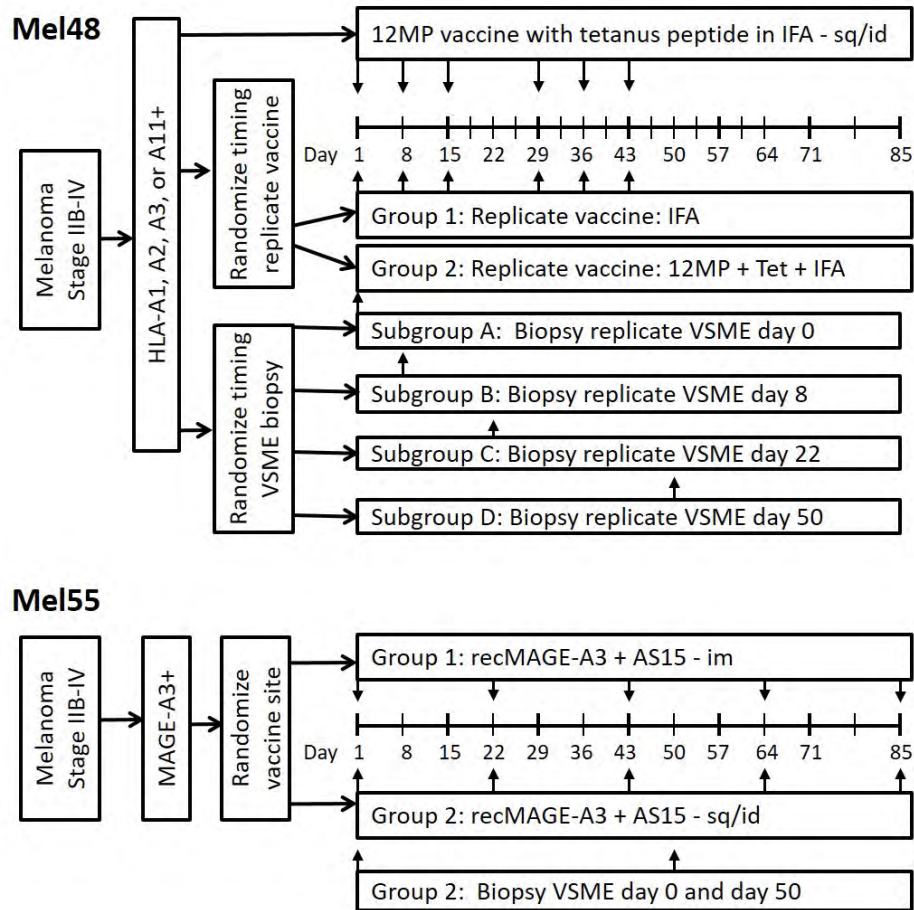 Mel48
Melanoma
Stage IIB-IV
HLA-A1, A2, A3, or A11+
Randomize timing
replicate vaccine
Randomize timing
VSME biopsy
12MP vaccine with tetanus peptide in IFA - sq/id
Day 1 8 15 22 29 36 43 50 57 64 71 85
Group 1: Replicate vaccine: IFA
Group 2: Replicate vaccine: 12MP + Tet + IFA
Subgroup A: Biopsy replicate VSME day 0
Subgroup B: Biopsy replicate VSME day 8
Subgroup C: Biopsy replicate VSME day 22
Subgroup D: Biopsy replicate VSME day 50
Mel55
Melanoma
Stage IIB-IV
MAGE-A3+
Randomize
vaccine site
Group 1: recMAGE-A3 + AS15 - im
Day 1 8 15 22 29 36 43 50 57 64 71 85
Group 2: recMAGE-A3 + AS15 - sq/id
Group 2: Biopsy VSME day 0 and day 50